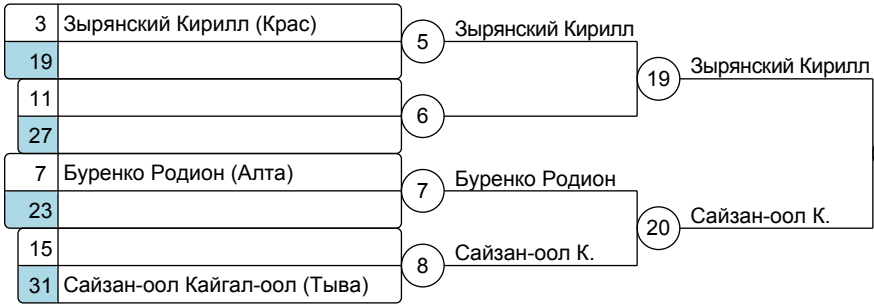 3 Зырянский Кирилл (Крас)
19
5 Зырянский Кирилл
11
27
6
19 Зырянский Кирилл
7 Буренко Родион (Алта)
23
7 Буренко Родион
15
31 Сайзан-оол Кайгал-оол (Тыва)
8 Сайзан-оол К.
20 Сайзан-оол К.